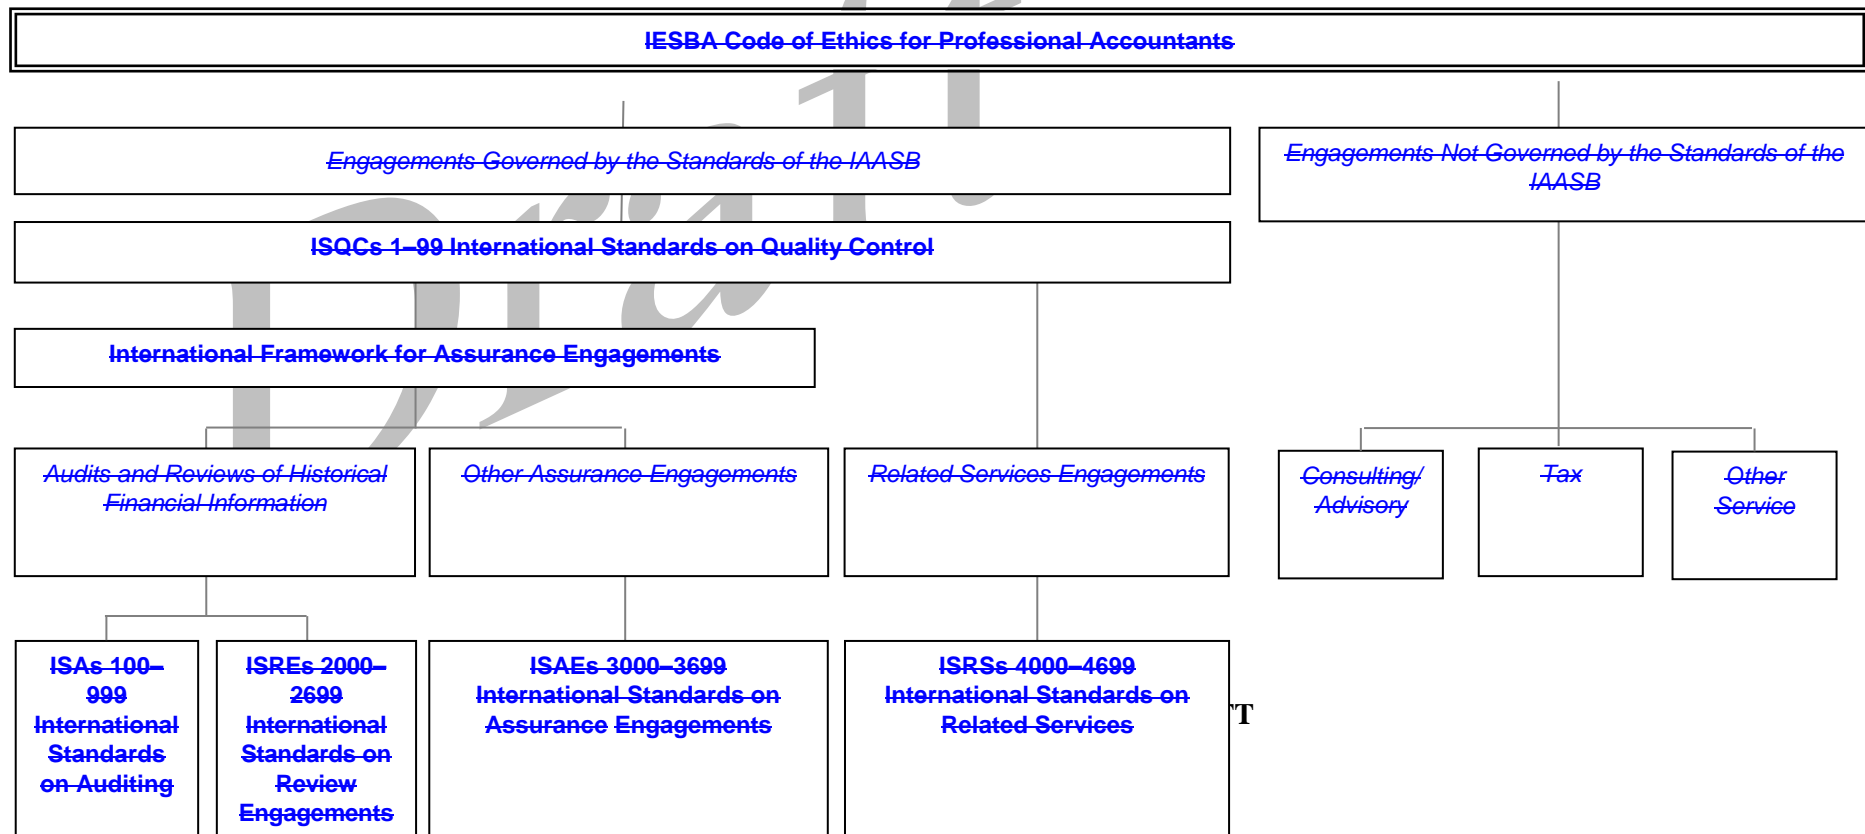 IESBA Code of Ethics for Professional Accountants
Engagements Governed by the Standards of the IAASB
Engagements Not Governed by the Standards of the
IAASB
ISQCs 1–99 International Standards on Quality Control
International Framework for Assurance Engagements
Audits and Reviews of Historical
Financial Information
Other Assurance Engagements
Related Services Engagements
Consulting/
Advisory
Tax
Other
Service
ISAs 100–
999
International
Standards
on Auditing
ISREs 2000–
2699
International
Standards on
Review
Engagements
ISAEs 3000–3699
International Standards on
Assurance Engagements
ISRSs 4000–4699
International Standards on
Related Services
Draft